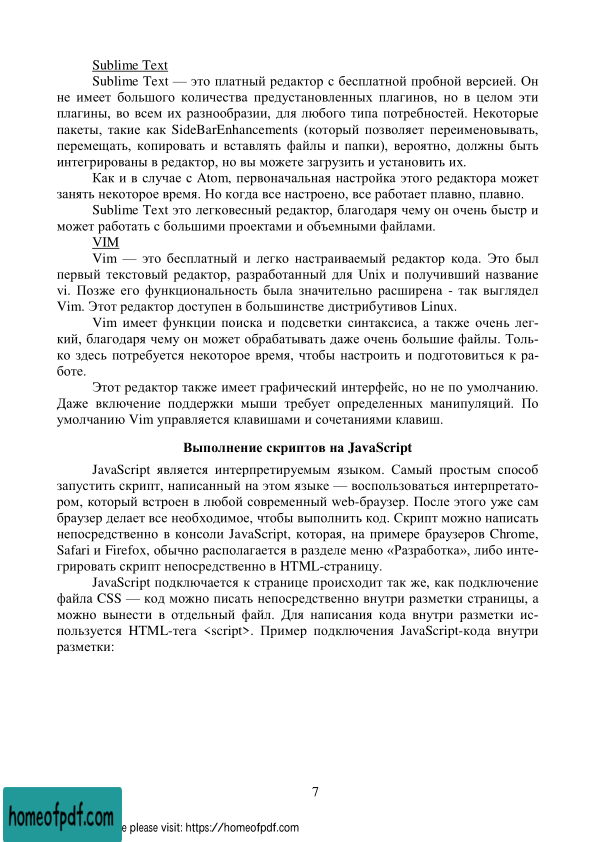 Sublime Text
Sublime Text — это платный редактор с бесплатной пробной версией. Он
не имеет большого количества предустановленных плагинов, но в целом эти
плагины, во всем их разнообразии, для любого типа потребностей. Некоторые
пакеты, такие как SideBarEnhancements (который позволяет переименовывать,
перемещать, копировать и вставлять файлы и папки), вероятно, должны быть
интегрированы в редактор, но вы можете загрузить и установить их.
Как и в случае с Atom, первоначальная настройка этого редактора может
занять некоторое время. Но когда все настроено, все работает плавно, плавно.
Sublime Text это легковесный редактор, благодаря чему он очень быстр и
может работать с большими проектами и объемными файлами.
VIM
Vim — это бесплатный и легко настраиваемый редактор кода. Это был
первый текстовый редактор, разработанный для Unix и получивший название
vi. Позже его функциональность была значительно расширена - так выглядел
Vim. Этот редактор доступен в большинстве дистрибутивов Linux.
Vim имеет функции поиска и подсветки синтаксиса, а также очень лег-
кий, благодаря чему он может обрабатывать даже очень большие файлы. Толь-
ко здесь потребуется некоторое время, чтобы настроить и подготовиться к ра-
боте.
Этот редактор также имеет графический интерфейс, но не по умолчанию.
Даже включение поддержки мыши требует определенных манипуляций. По
умолчанию Vim управляется клавишами и сочетаниями клавиш.
Выполнение скриптов на JavaScript
JavaScript является интерпретируемым языком. Самый простым способ
запустить скрипт, написанный на этом языке — воспользоваться интерпретато-
ром, который встроен в любой современный web-браузер. После этого уже сам
браузер делает все необходимое, чтобы выполнить код. Скрипт можно написать
непосредственно в консоли JavaScript, которая, на примере браузеров Chrome,
Safari и Firefox, обычно располагается в разделе меню «Разработка», либо инте-
грировать скрипт непосредственно в HTML-страницу.
JavaScript подключается к странице происходит так же, как подключение
файла CSS — код можно писать непосредственно внутри разметки страницы, а
можно вынести в отдельный файл. Для написания кода внутри разметки ис-
пользуется HTML-тега <script>. Пример подключения JavaScript-кода внутри
разметки:
7
homeofpdf.com
e please visit: https://homeofpdf.com